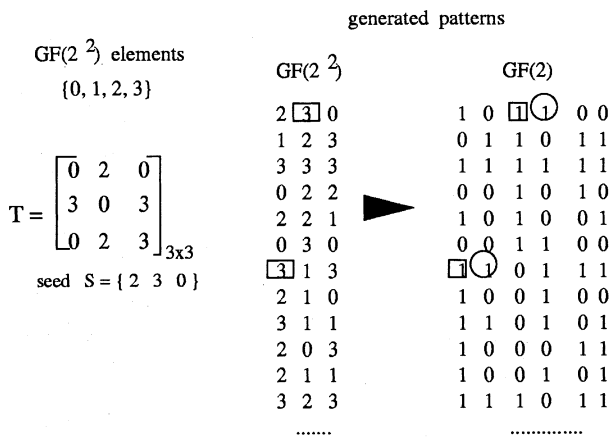 generated patterns
GF(2 2) elements
{0, 1, 2, 3}
T =
0 2 0
3 0 3
0 2 3
3x3
seed S = { 2 3 0 }
GF(2 2)
2 3 0
1 2 3
3 3 3
0 2 2
2 2 1
0 3 0
3 1 3
2 1 0
3 1 1
2 0 3
2 1 1
3 2 3
.......
GF(2)
1 0 1 1 0 0
0 1 1 0 1 1
1 1 1 1 1 1
0 0 1 0 1 0
1 0 1 0 0 1
0 0 1 1 0 0
1 1 0 1 1 1
1 0 0 1 0 0
1 1 0 1 0 1
1 0 0 0 1 1
1 0 0 1 0 1
1 1 1 0 1 1
..............